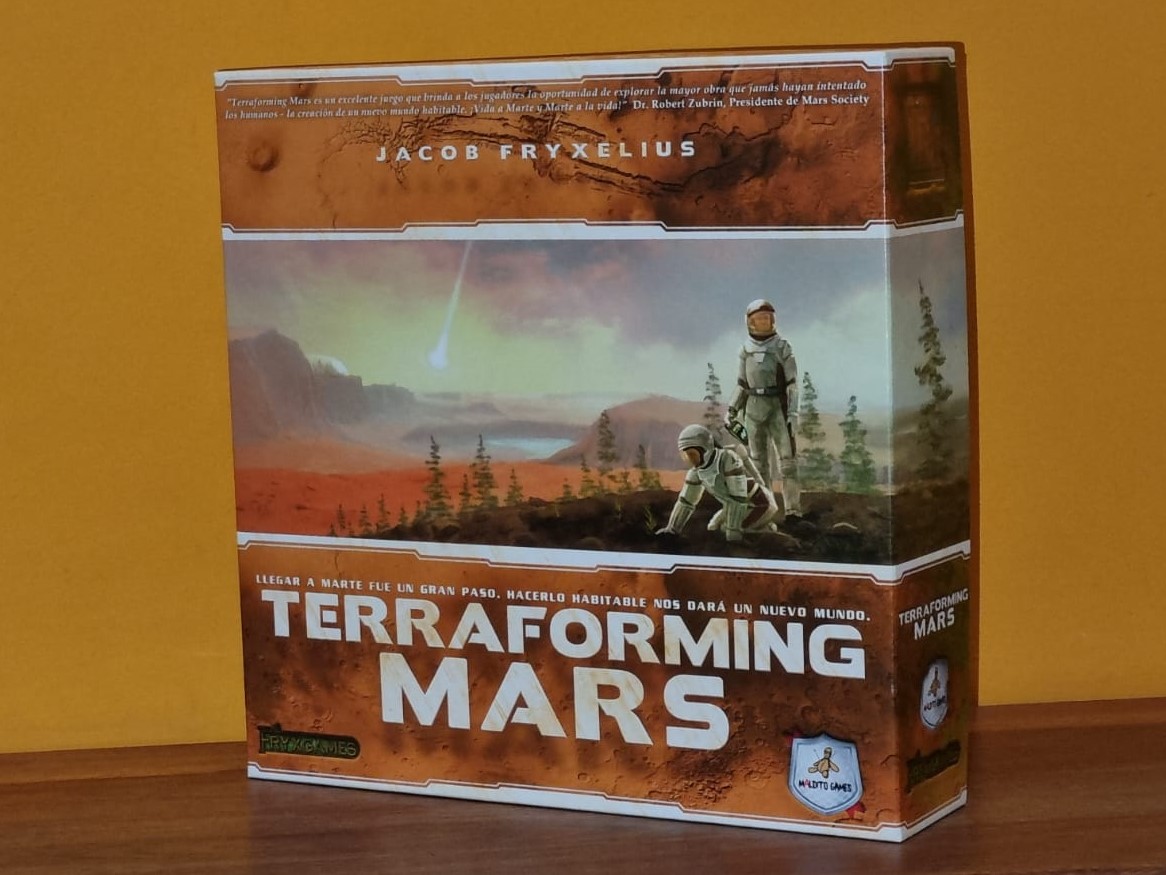 "Terraforming Mars es un excelente juego que brinda a los jugadores la oportunidad de explorar la mayor obra que jamás hayan intentado
los humanos - la creación de un nuevo mundo habitable. ¡Vida a Marte y Marte a la vida!" Dr. Robert Zubrin, Presidente de Mars Society
JACOB FRYXELIUS
LLEGAR A MARTE FUE UN GRAN PASO. HACERLO HABITABLE NOS DARÁ UN NUEVO MUNDO.
TERRAFORMING
MARS
FRYXGAMES
MALDITO GAMES
TERRAFORMING
MARS
MALDITO GAMES
FRYXGAMES